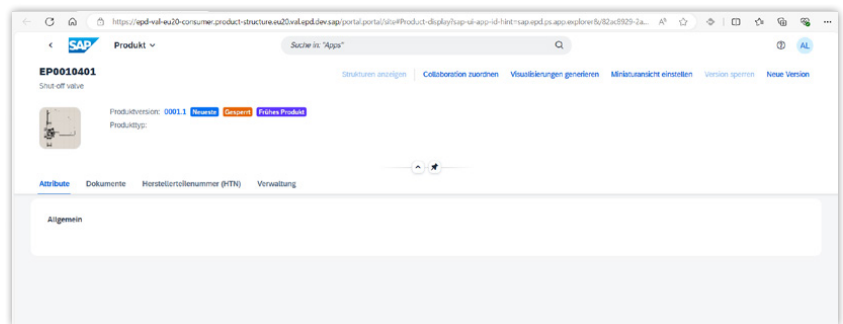 https://epd-val-eu20-consumer.product-structure.eu20.val.epd.dev.sap/portal.portal/site#Product-display?sap-ui-app-id-hint=sap.epd.ps.app.explorer&/82ac8929-2a...
SAP Produkt Suche in: "Apps" AL
EP0010401 Strukturen anzeigen Collaboration zuordnen Visualisierungen generieren Miniaturansicht einstellen Version sperren Neue Version
Shut-off valve
Produktversion: 0001.1 Neueste Gesperrt Frühes Produkt
Produkttyp:
Attribute Dokumente Herstellerteilenummer (HTN) Verwaltung
Allgemein